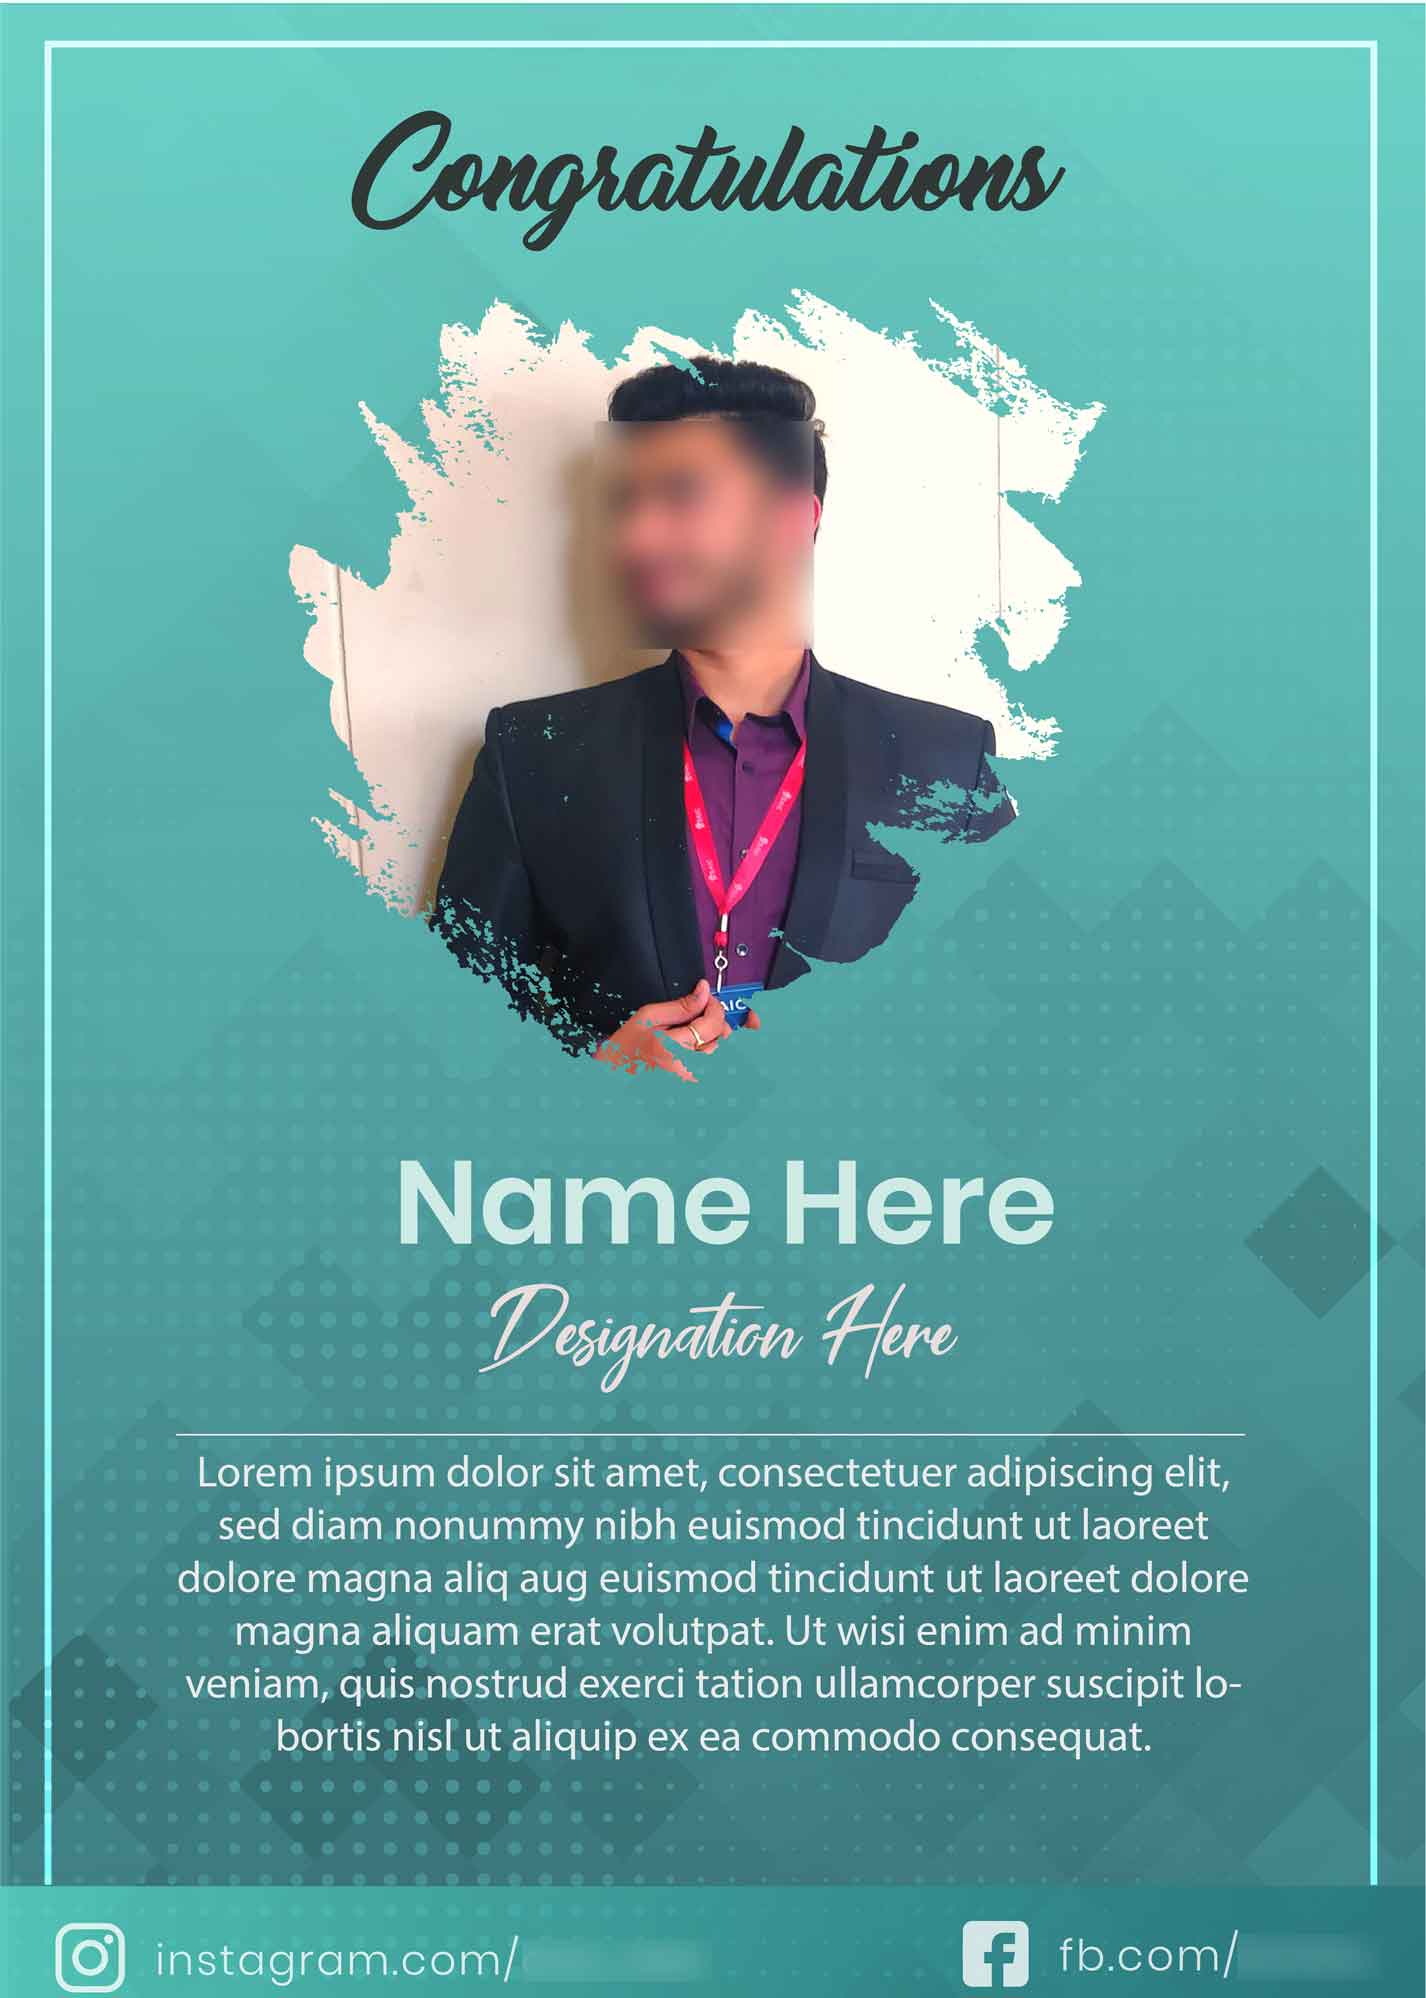 Congratulations
AIC
Name Here
Designation Here
Lorem ipsum dolor sit amet, consectetuer adipiscing elit,
sed diam nonummy nibh euismod tincidunt ut laoreet
dolore magna aliq aug euismod tincidunt ut laoreet dolore
magna aliquam erat volutpat. Ut wisi enim ad minim
veniam, quis nostrud exerci tation ullamcorper suscipit lo-
bortis nisl ut aliquip ex ea commodo consequat.
instagram.com/
fb.com/